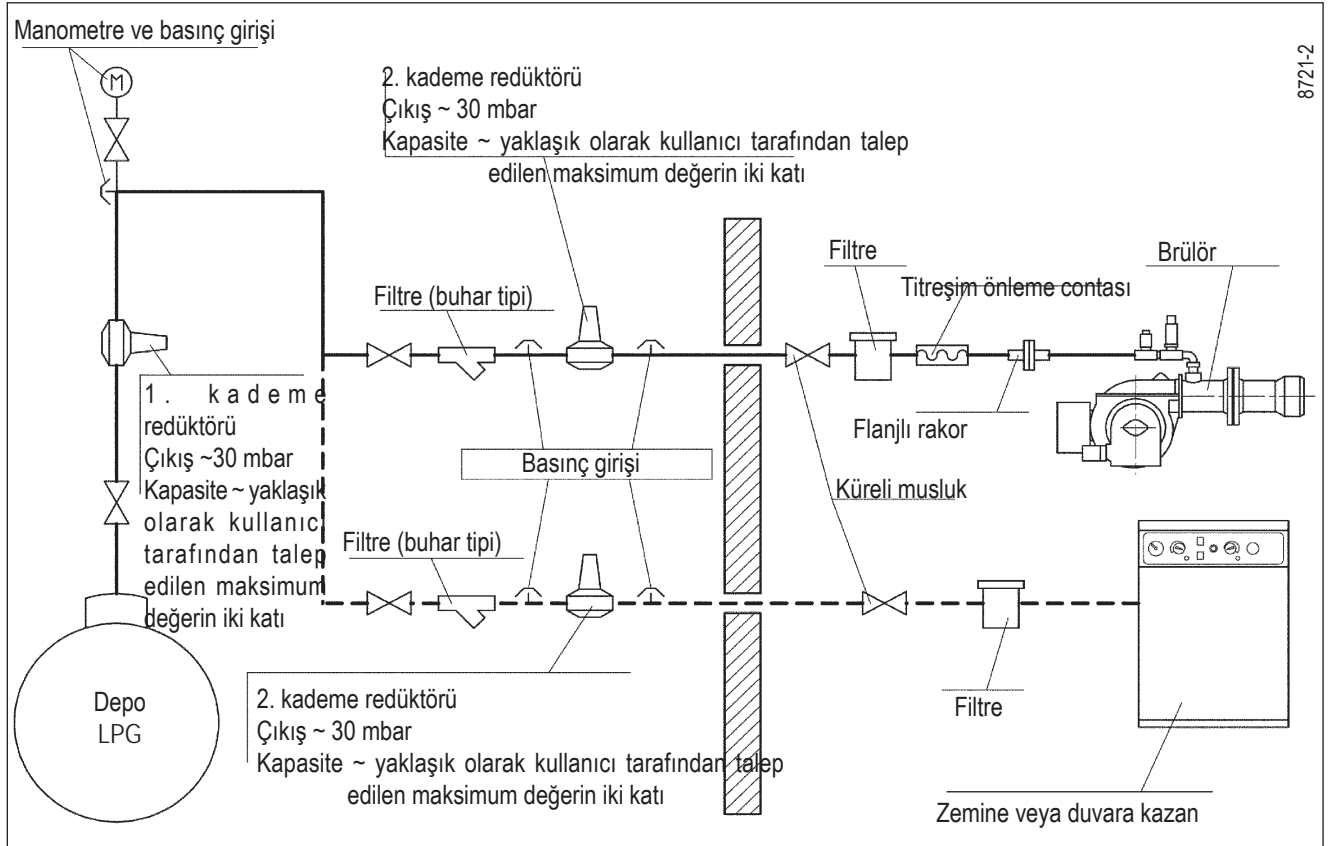 Manometre ve basınç girişi
M
8721-2
2. kademe redüktörü
Çıkış ~ 30 mbar
Kapasite ~ yaklaşık olarak kullanıcı tarafından talep
edilen maksimum değerin iki katı
Filtre
Brülör
Titreşim önleme contası
Filtre (buhar tipi)
1. kademe
redüktörü
Çıkış ~30 mbar
Kapasite ~ yaklaşık
olarak kullanıcı
tarafından talep
edilen maksimum
değerin iki katı
Flanjlı rakor
Basınç girişi
Küreli musluk
Filtre (buhar tipi)
Depo
LPG
2. kademe redüktörü
Çıkış ~ 30 mbar
Kapasite ~ yaklaşık olarak kullanıcı tarafından talep
edilen maksimum değerin iki katı
Filtre
Zemine veya duvara kazan